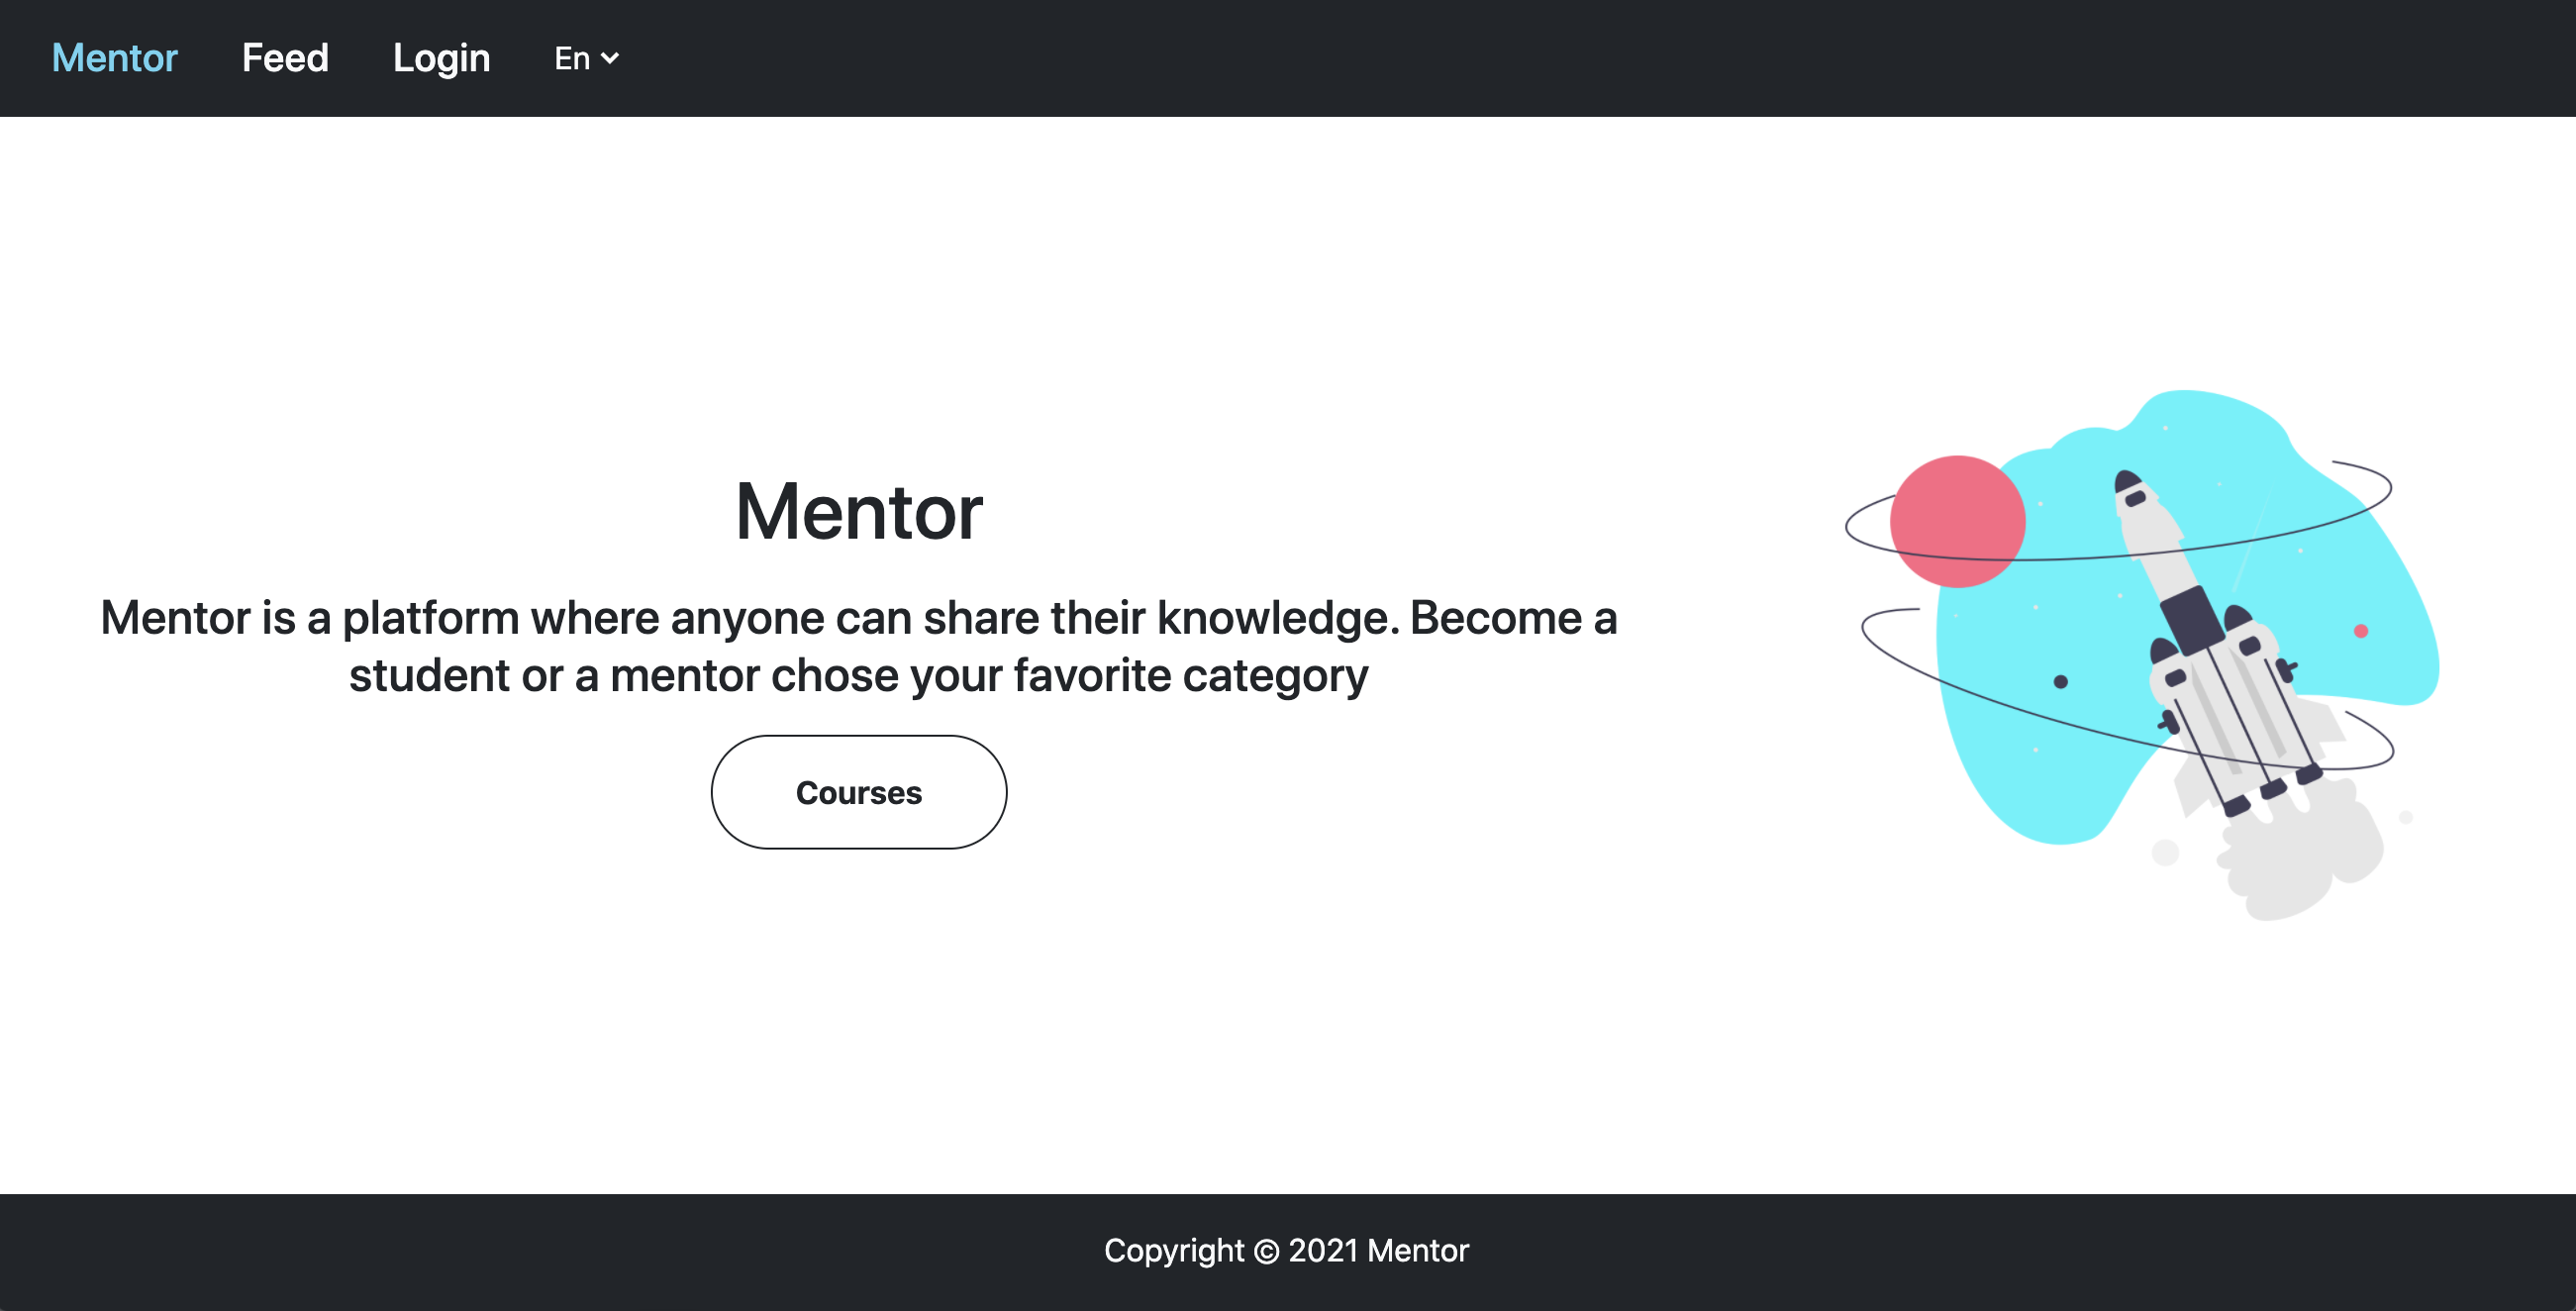 Mentor Feed Login En
Mentor
Mentor is a platform where anyone can share their knowledge. Become a
student or a mentor chose your favorite category
Courses
Copyright © 2021 Mentor